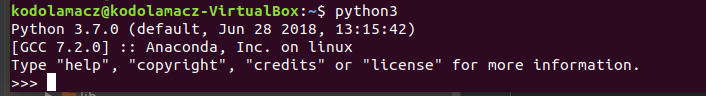 kodolamacz@kodolamacz-VirtualBox:~$ python3
Python 3.7.0 (default, Jun 28 2018, 13:15:42)
[GCC 7.2.0] :: Anaconda, Inc. on linux
Type "help", "copyright", "credits" or "license" for more information.
>>>
lib